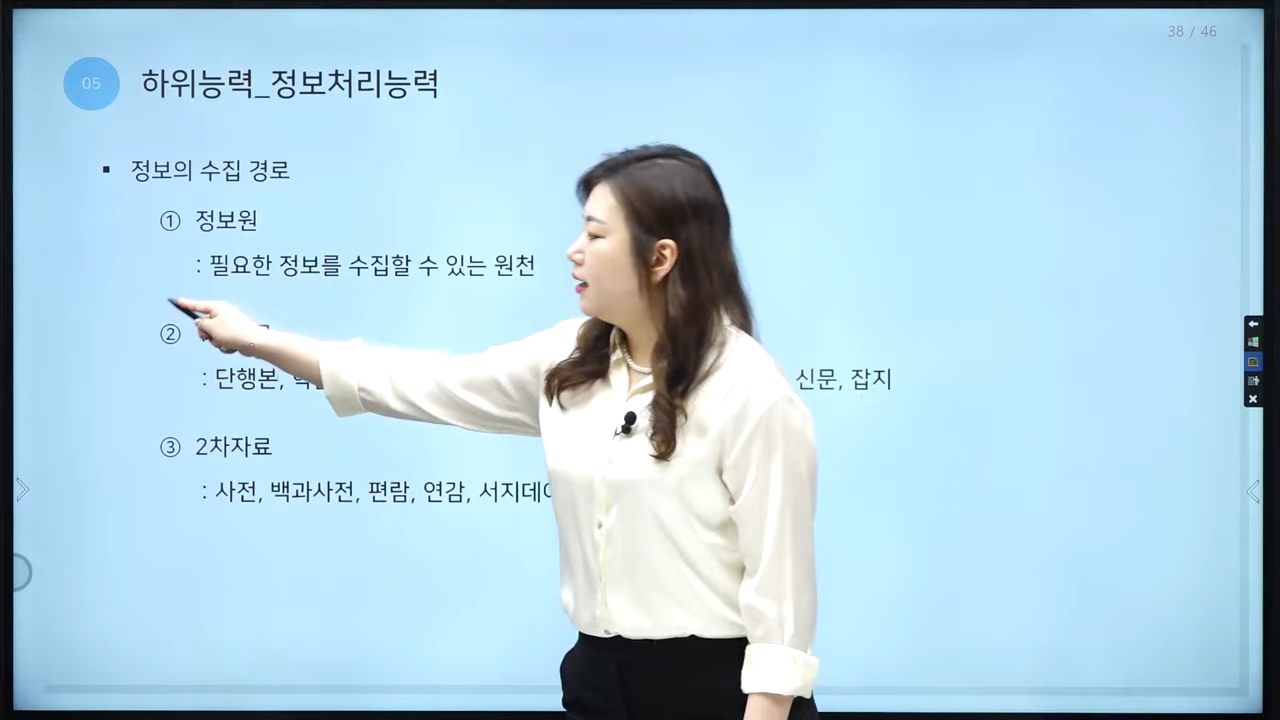 38 / 46
05 하위능력_정보처리능력
▪ 정보의 수집 경로
① 정보원
: 필요한 정보를 수집할 수 있는 원천
②
: 단행본, 신문, 잡지
③ 2차자료
: 사전, 백과사전, 편람, 연감,